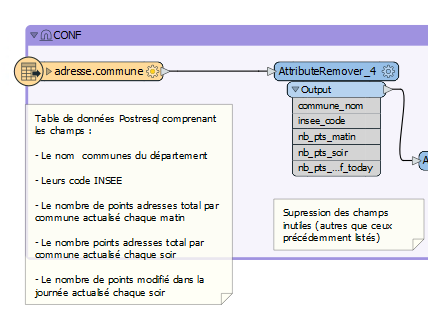 CONF
adresse.commune
AttributeRemover_4
Output
commune_nom
insee_code
nb_pts_matin
nb_pts_soir
nb_pts_...f_today
A
Table de données Postresql comprenant
les champs :
- Le nom communes du département
- Leurs code INSEE
- Le nombre de points adresses total par
commune actualisé chaque matin
- Le nombre points adresses total par
commune actualisé chaque soir
- Le nombre de points modifié dans la
journée actualisé chaque soir
Supression des champs
inutiles (autres que ceux
précédemment listés)